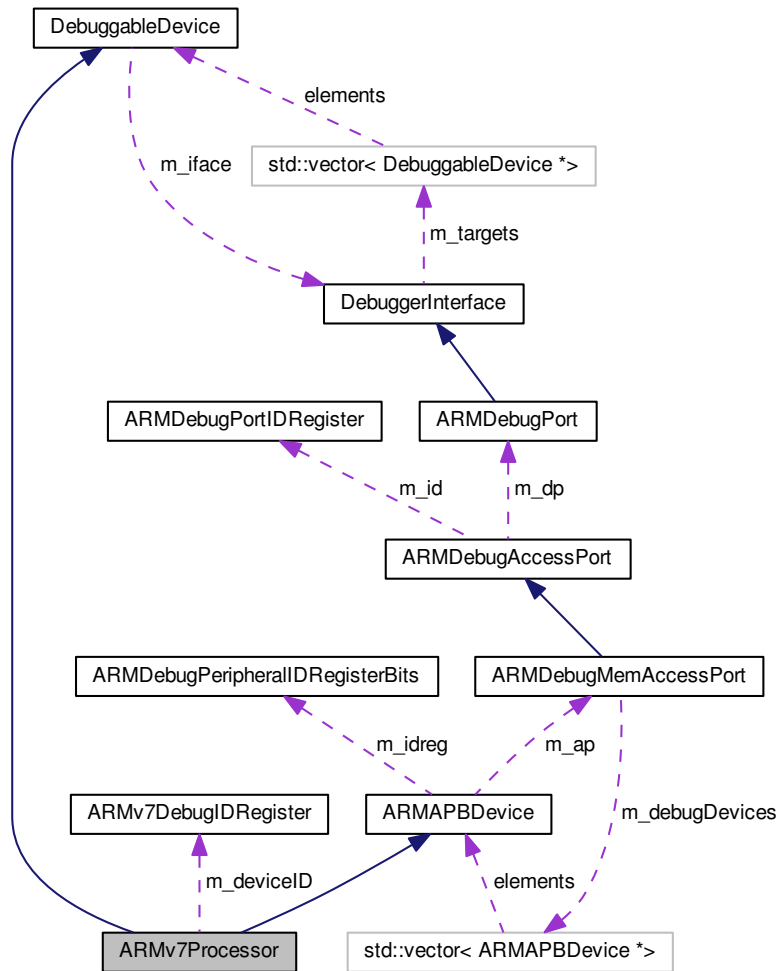 DebuggableDevice
elements
m_iface
std::vector< DebuggableDevice *>
m_targets
DebuggerInterface
ARMDebugPortIDRegister
ARMDebugPort
m_id
m_dp
ARMDebugAccessPort
ARMDebugPeripheralIDRegisterBits
ARMDebugMemAccessPort
m_idreg
m_ap
ARMv7DebugIDRegister
ARMAPBDevice
m_debugDevices
m_deviceID
elements
ARMv7Processor
std::vector< ARMAPBDevice *>